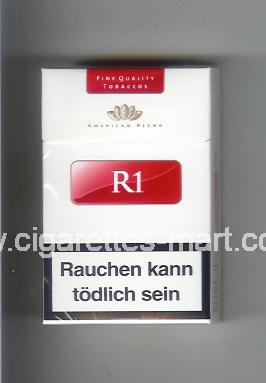 FINE QUALITY
TOBACCOS
AMERICAN BLEND
R1
www.cigarettes-mart.com
Rauchen kann
tödlich sein